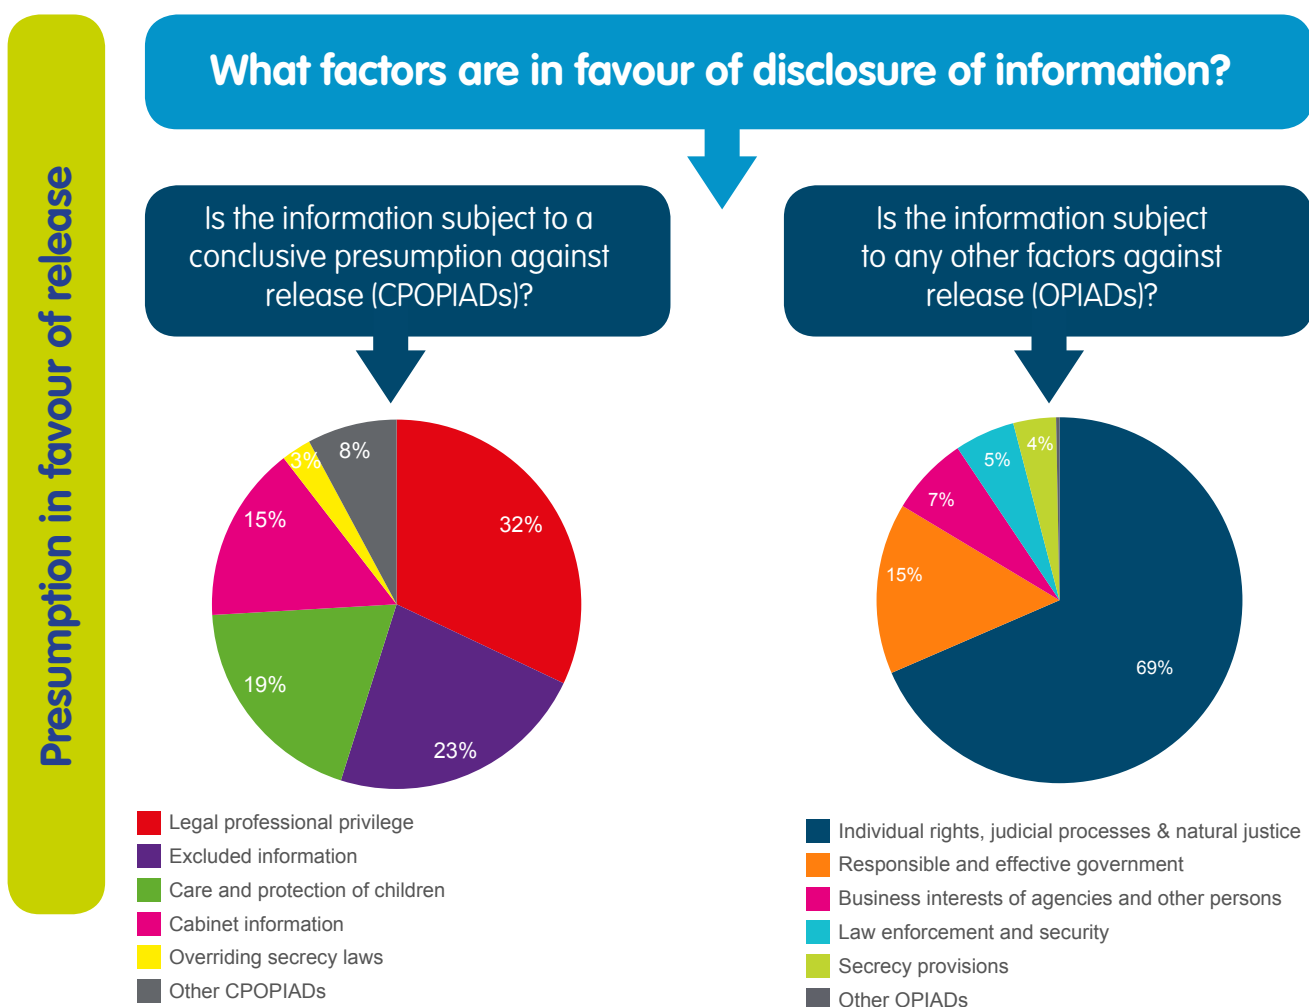 Presumption in favour of release
What factors are in favour of disclosure of information?
Is the information subject to a
conclusive presumption against
release (CPOPIADs)?
Is the information subject
to any other factors against
release (OPIADs)?
32%
23%
19%
15%
3%
8%
Legal professional privilege
Excluded information
Care and protection of children
Cabinet information
Overriding secrecy laws
Other CPOPIADs
69%
15%
7%
5%
4%
Individual rights, judicial processes & natural justice
Responsible and effective government
Business interests of agencies and other persons
Law enforcement and security
Secrecy provisions
Other OPIADs